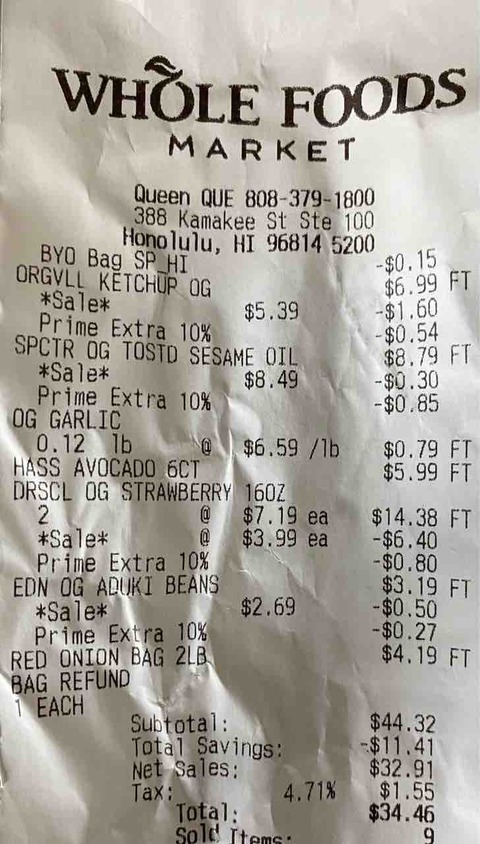 WHOLE FOODS
MARKET
Queen QUE 808-379-1800
388 Kamakee St Ste 100
Honolulu, HI 96814 5200
BYO Bag SP HI -$0.15
ORGVLL KETCHUP OG $6.99 FT
*Sale* $5.39 -$1.60
Prime Extra 10% -$0.54
SPCTR OG TOSTD SESAME OIL $8.79 FT
*Sale* $8.49 -$0.30
Prime Extra 10% -$0.85
OG GARLIC
0.12 lb @ $6.59 /lb $0.79 FT
HASS AVOCADO 6CT $5.99 FT
DRSCL OG STRAWBERRY 16OZ
2 @ $7.19 ea $14.38 FT
*Sale* @ $3.99 ea -$6.40
Prime Extra 10% -$0.80
EDN OG ADUKI BEANS $3.19 FT
*Sale* $2.69 -$0.50
Prime Extra 10% -$0.27
RED ONION BAG 2LB $4.19 FT
BAG REFUND
1 EACH
Subtotal: $44.32
Total Savings: -$11.41
Net Sales: $32.91
Tax: 4.71% $1.55
Total: $34.46
Sold Items: 9